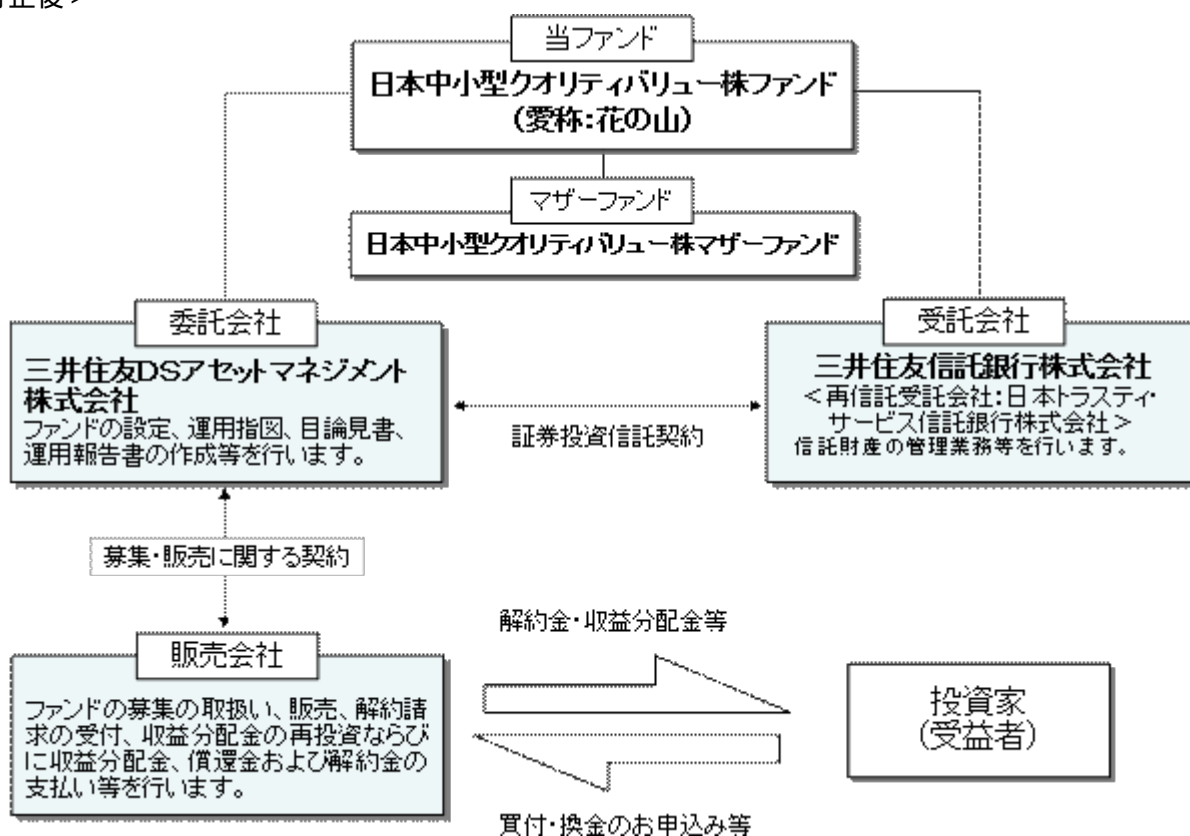 当ファンド
日本中小型クオリティバリュー株ファンド
(愛称:花の山)
マザーファンド
日本中小型クオリティバリュー株マザーファンド
委託会社
三井住友DSアセットマネジメント
株式会社
ファンドの設定、運用指図、目論見書、
運用報告書の作成等を行います。
証券投資信託契約
受託会社
三井住友信託銀行株式会社
<再信託受託会社:日本トラスティ・
サービス信託銀行株式会社>
信託財産の管理業務等を行います。
募集・販売に関する契約
販売会社
ファンドの募集の取扱い、販売、解約請
求の受付、収益分配金の再投資ならび
に収益分配金、償還金および解約金の
支払い等を行います。
解約金・収益分配金等
買付・換金のお申込み等
投資家
(受益者)